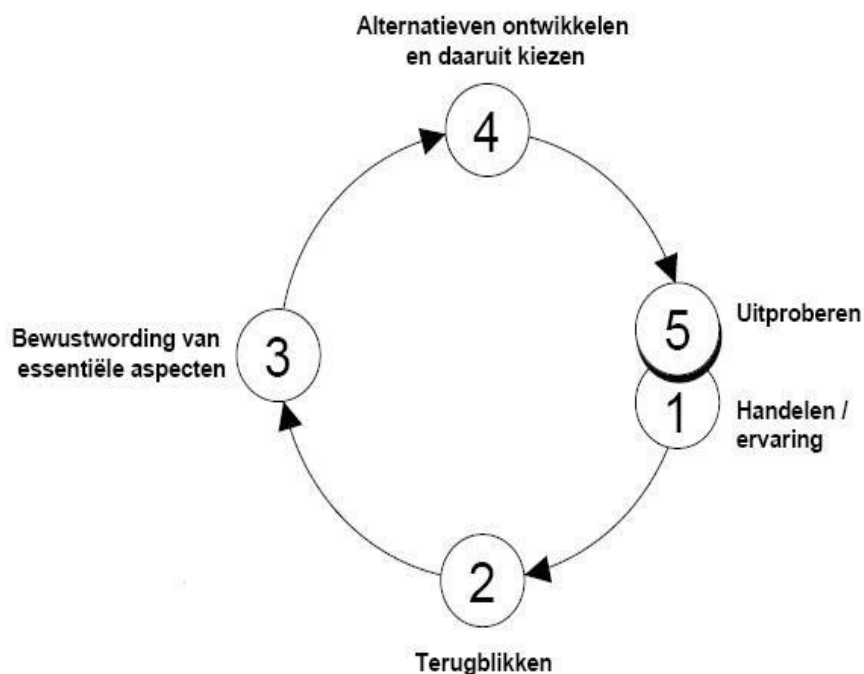 Alternatieven ontwikkelen
en daaruit kiezen
4
5
Uitproberen
Bewustwording van
essentiële aspecten
3
1
Handelen /
ervaring
2
Terugblikken